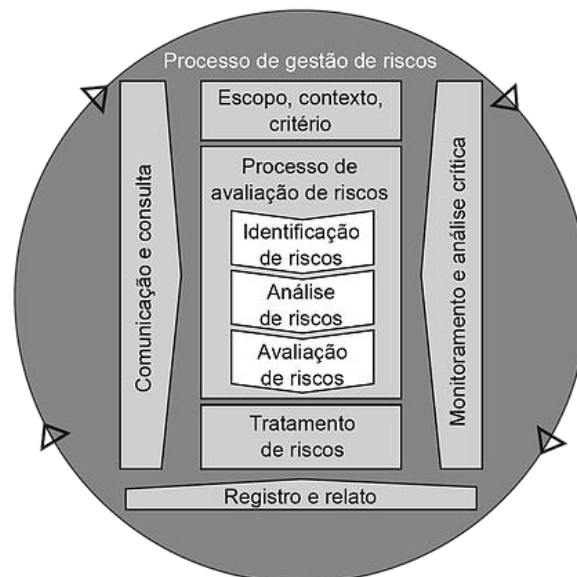 Processo de gestão de riscos
Escopo, contexto,
critério
Comunicação e consulta
Processo de
avaliação de riscos
Identificação
de riscos
Análise
de riscos
Avaliação
de riscos
Monitoramento e análise crítica
Tratamento
de riscos
Registro e relato